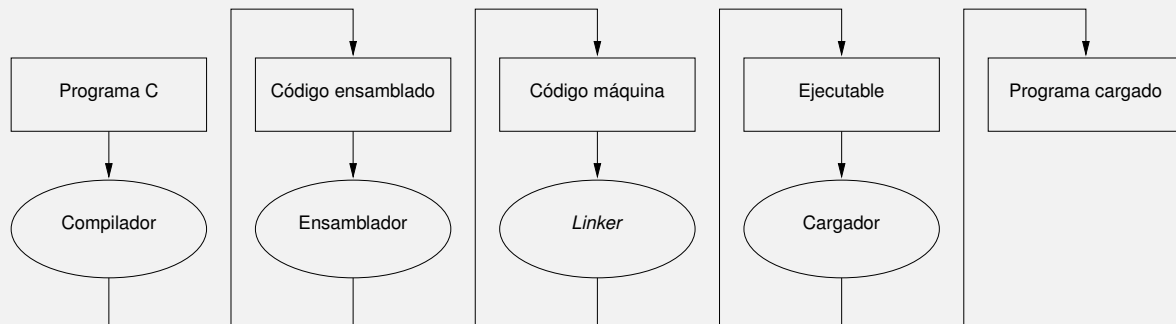 Programa C
Código ensamblado
Código máquina
Ejecutable
Programa cargado
Compilador
Ensamblador
Linker
Cargador